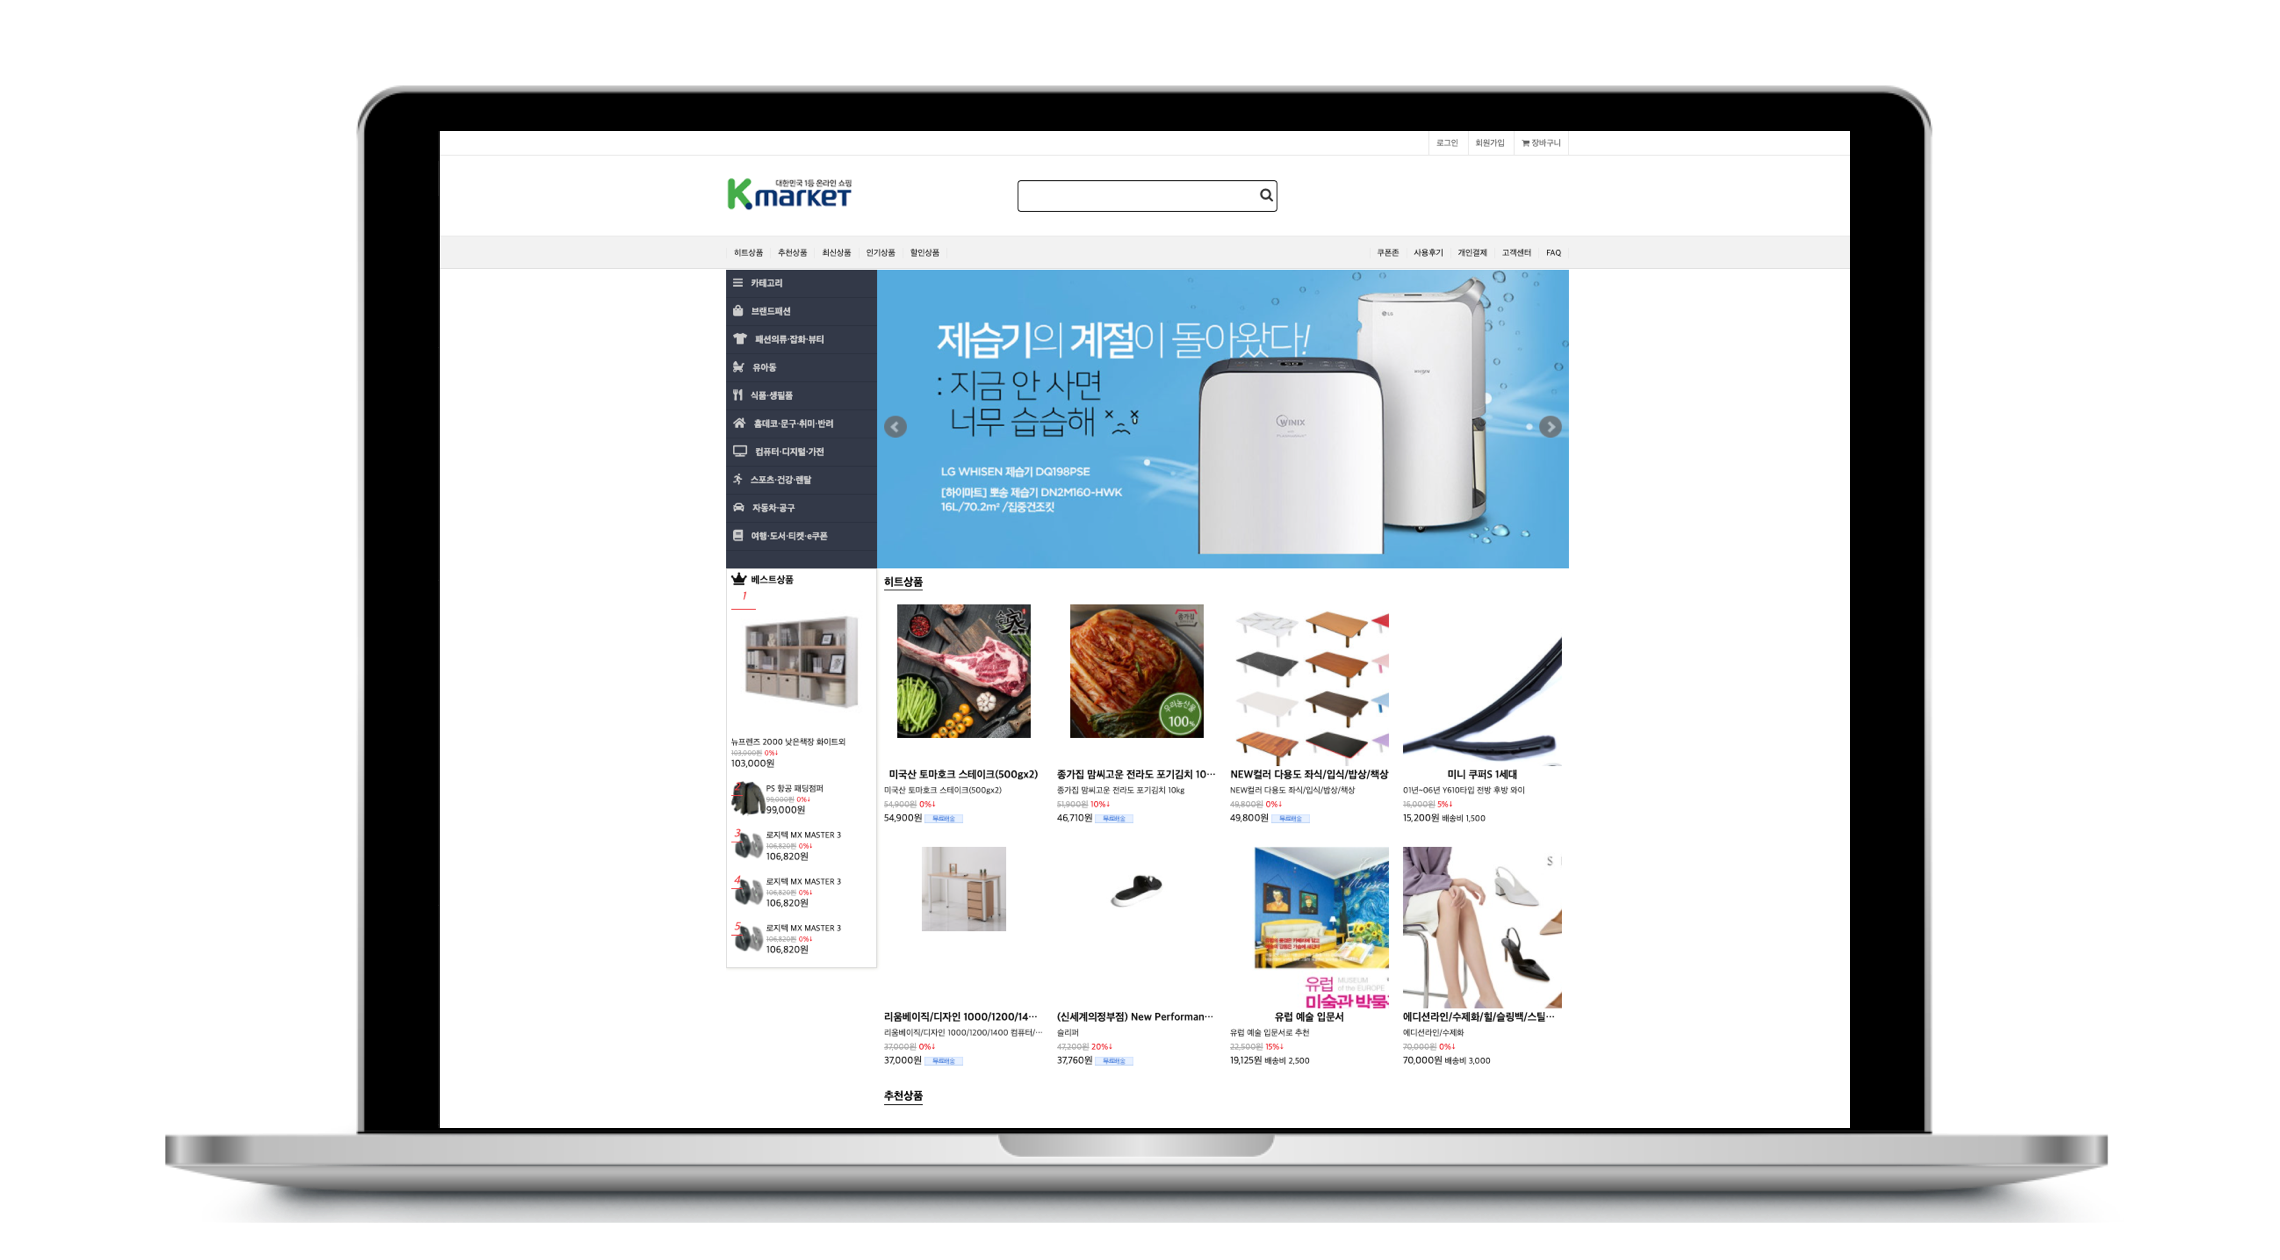 로그인 회원가입 장바구니
대한민국 1등 온라인 쇼핑
Kmarket
히트상품 추천상품 최신상품 인기상품 할인상품 쿠폰존 사용후기 개인결제 고객센터 FAQ
카테고리
브랜드패션
패션의류·잡화·뷰티
유아동
식품·생필품
홈데코·문구·취미·반려
컴퓨터·디지털·가전
스포츠·건강·렌탈
자동차·공구
여행·도서·티켓·e쿠폰
제습기의 계절이 돌아왔다!
: 지금 안 사면
너무 습습해
LG WHISEN 제습기 DQ198PSE
[하이마트] 뽀송 제습기 DN2M160-HWK
16L/70.2m² /집중건조킷
LG
WHISEN
WINIX
베스트상품
1
뉴프렌즈 2000 낮은책장 화이트외
103,000원 0%↓
103,000원
2
PS 항공 패딩점퍼
99,000원 0%↓
99,000원
3
로지텍 MX MASTER 3
106,820원 0%↓
106,820원
4
로지텍 MX MASTER 3
106,820원 0%↓
106,820원
5
로지텍 MX MASTER 3
106,820원 0%↓
106,820원
히트상품
미국산 토마호크 스테이크(500gx2)
미국산 토마호크 스테이크(500gx2)
54,900원 0%↓
54,900원 무료배송
종가집
우리농산물
100%
종가집 맘씨고운 전라도 포기김치 10…
종가집 맘씨고운 전라도 포기김치 10kg
51,900원 10%↓
46,710원 무료배송
NEW컬러 다용도 좌식/입식/밥상/책상
NEW컬러 다용도 좌식/입식/밥상/책상
49,800원 0%↓
49,800원 무료배송
미니 쿠퍼S 1세대
01년~06년 Y610타입 전방 후방 와이
16,000원 5%↓
15,200원 배송비 1,500
리움베이직/디자인 1000/1200/14…
리움베이직/디자인 1000/1200/1400 컴퓨터/…
37,000원 0%↓
37,000원 무료배송
(신세계의정부점) New Performan…
슬리퍼
47,200원 20%↓
37,760원 무료배송
유럽 MUSEUM
of the EUROPE
미술관 박물
유럽 예술 입문서
유럽 예술 입문서로 추천
22,500원 15%↓
19,125원 배송비 2,500
S
에디션라인/수제화/힐/슬링백/스틸…
에디션라인/수제화
70,000원 0%↓
70,000원 배송비 3,000
추천상품